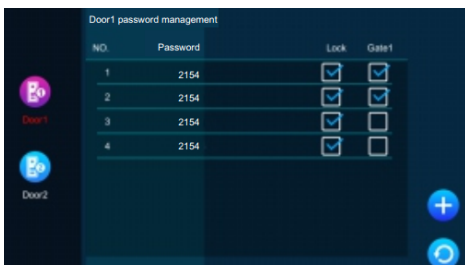 Door1 password management
NO. Password Lock Gate1
1 2154
2 2154
3 2154
4 2154
Door1
Door2